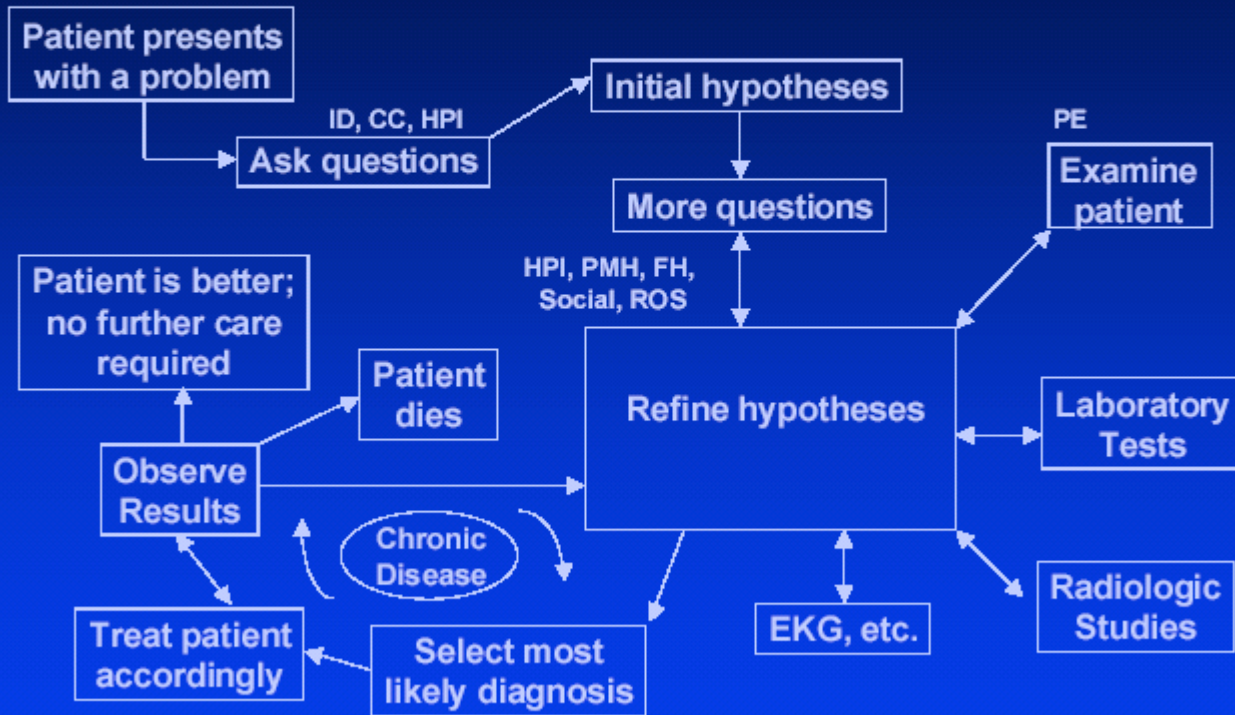 Patient presents
with a problem
ID, CC, HPI
Ask questions
Initial hypotheses
More questions
PE
Examine
patient
HPI, PMH, FH,
Social, ROS
Refine hypotheses
Patient is better;
no further care
required
Patient
dies
Observe
Results
Chronic
Disease
Laboratory
Tests
Radiologic
Studies
EKG, etc.
Select most
likely diagnosis
Treat patient
accordingly